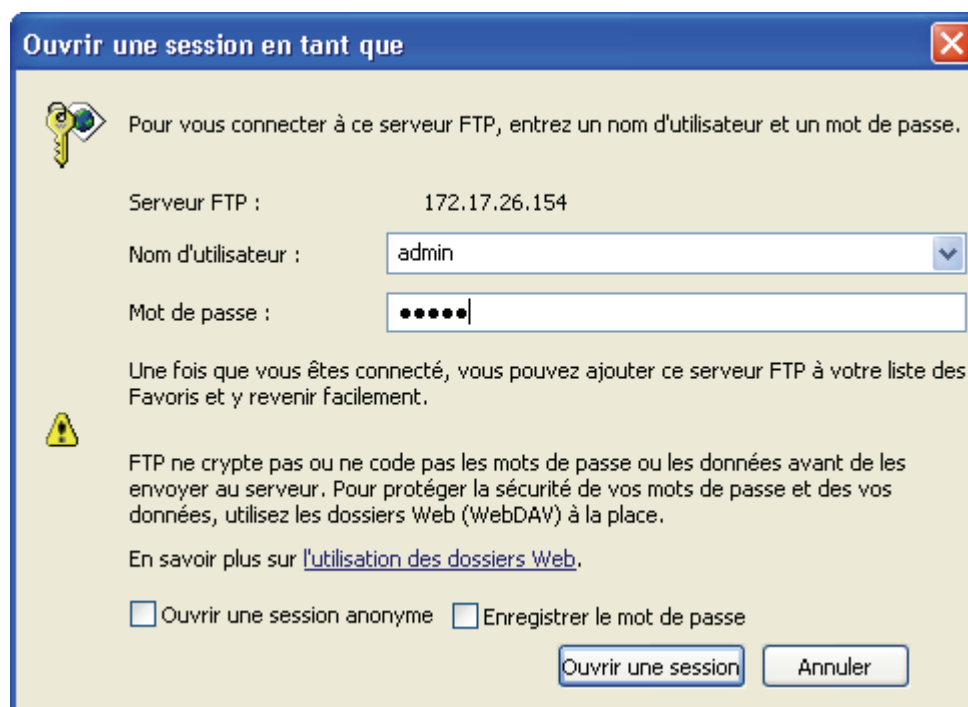 Ouvrir une session en tant que
Pour vous connecter à ce serveur FTP, entrez un nom d'utilisateur et un mot de passe.
Serveur FTP : 172.17.26.154
Nom d'utilisateur : admin
Mot de passe : ●●●●●
Une fois que vous êtes connecté, vous pouvez ajouter ce serveur FTP à votre liste des
Favoris et y revenir facilement.
FTP ne crypte pas ou ne code pas les mots de passe ou les données avant de les
envoyer au serveur. Pour protéger la sécurité de vos mots de passe et des vos
données, utilisez les dossiers Web (WebDAV) à la place.
En savoir plus sur l'utilisation des dossiers Web.
Ouvrir une session anonyme Enregistrer le mot de passe
Ouvrir une session Annuler